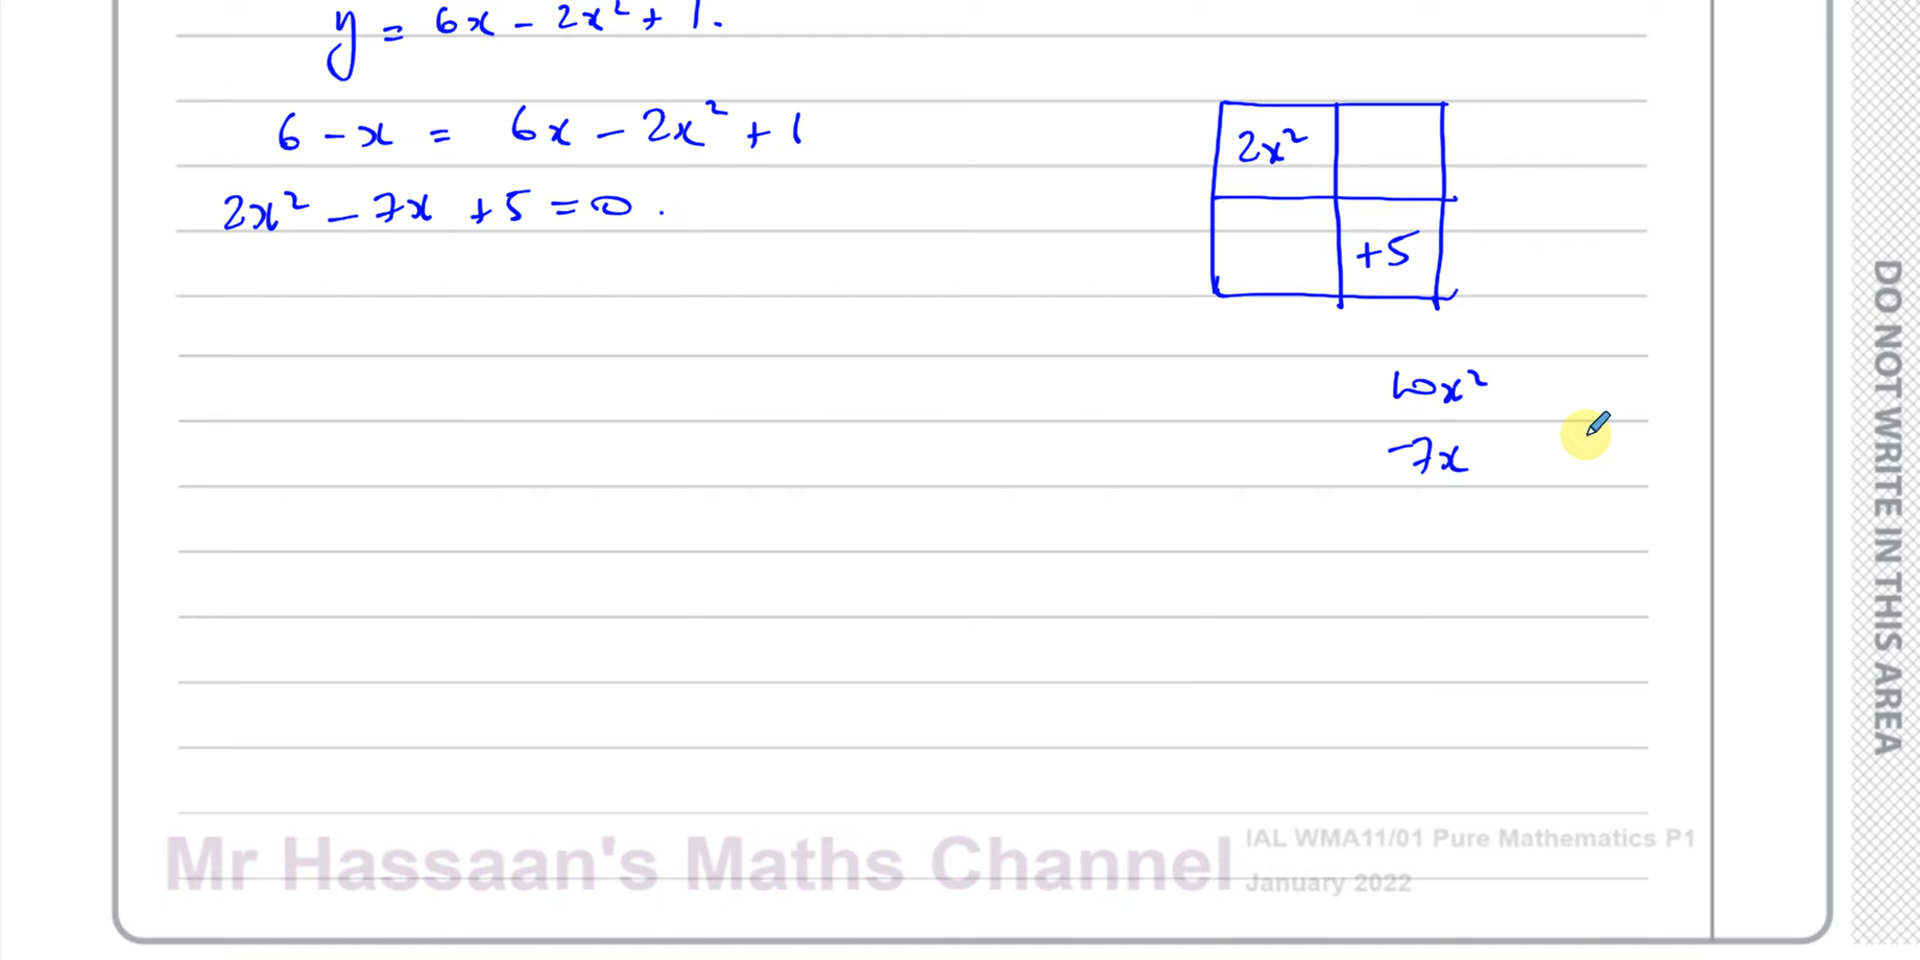 y = 6x - 2x² + 1.
6 - x = 6x - 2x² + 1
2x² - 7x + 5 = 0.
2x²
+5
10x²
-7x
DO NOT WRITE IN THIS AREA
Mr Hassaan's Maths Channel
IAL WMA11/01 Pure Mathematics P1
January 2022